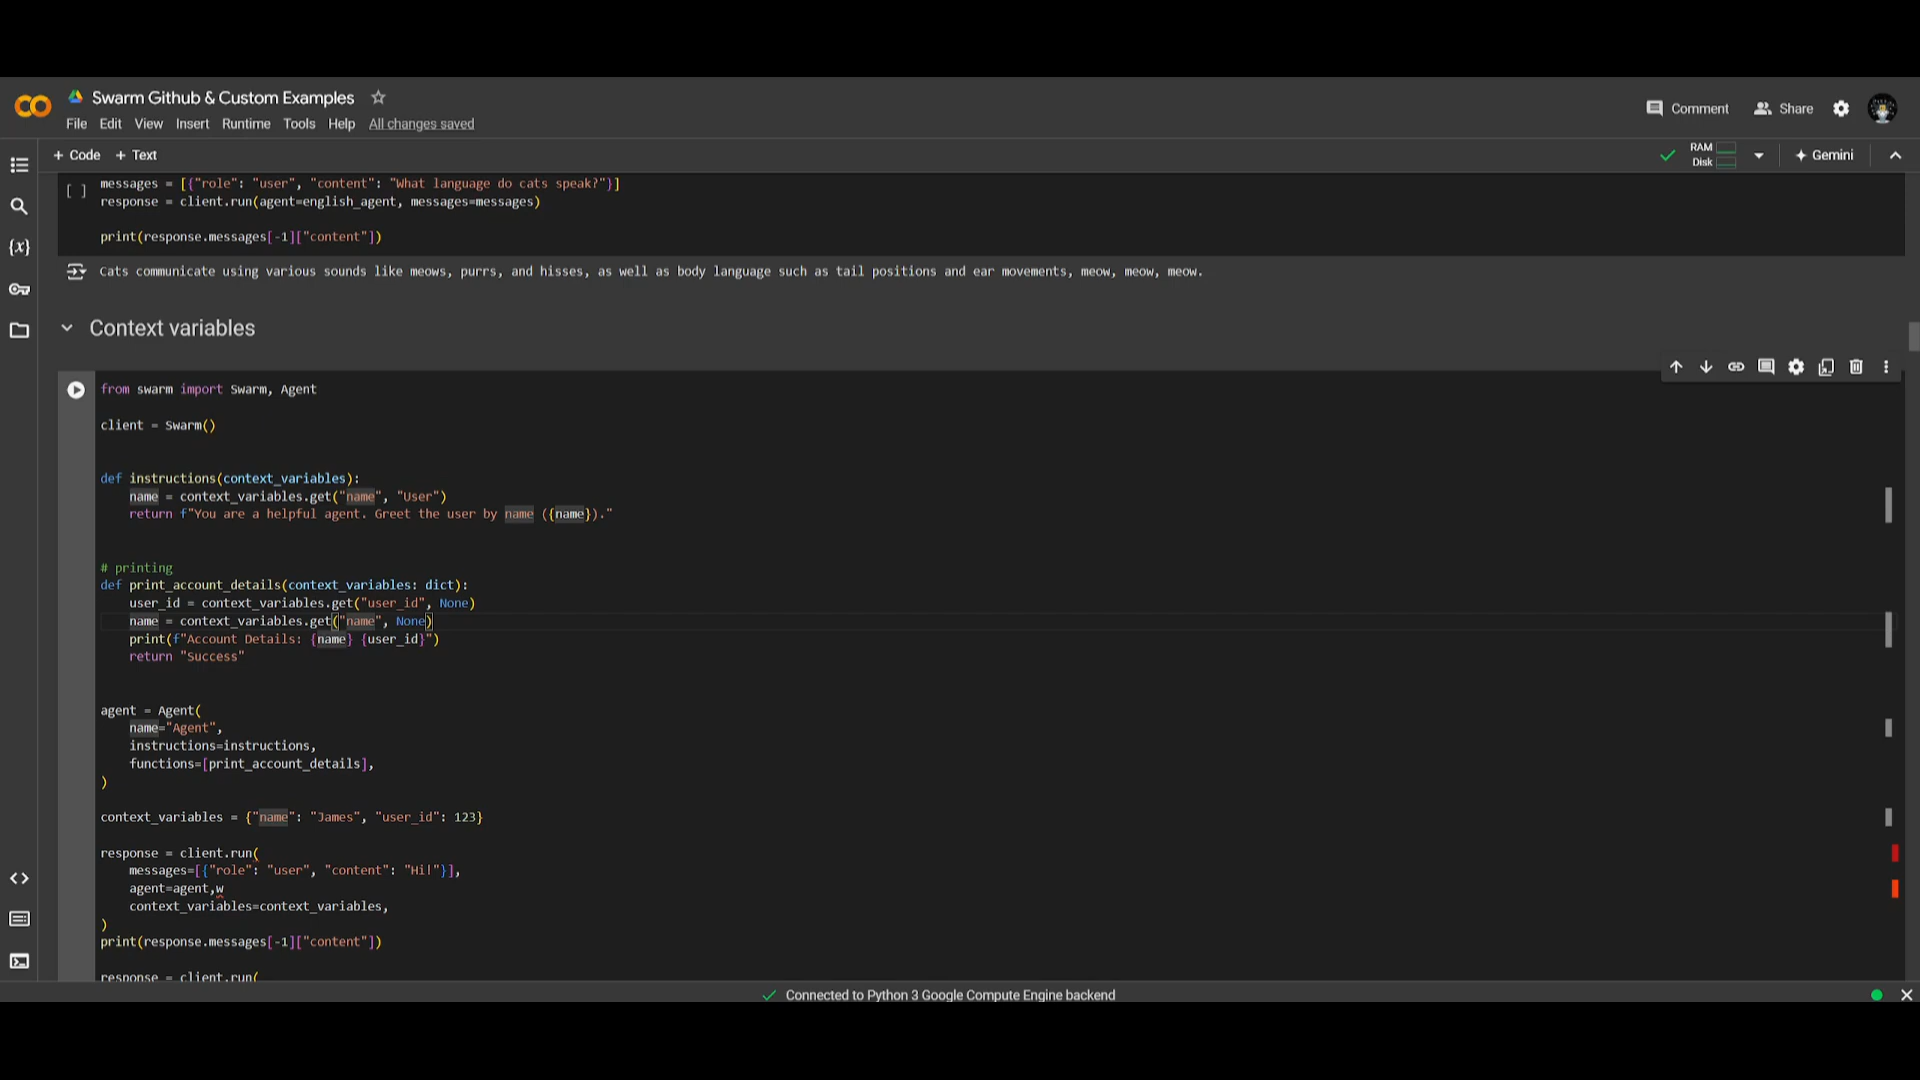 Swarm Github & Custom Examples
Comment
Share
File Edit View Insert Runtime Tools Help All changes saved
+ Code + Text
RAM
Disk
Gemini
[ ]
messages = [{"role": "user", "content": "What language do cats speak?"}]
response = client.run(agent=english_agent, messages=messages)
print(response.messages[-1]["content"])
Cats communicate using various sounds like meows, purrs, and hisses, as well as body language such as tail positions and ear movements, meow, meow, meow.
{x}
Context variables
from swarm import Swarm, Agent
client = Swarm()
def instructions(context_variables):
    name = context_variables.get("name", "User")
    return f"You are a helpful agent. Greet the user by name ({name})."
# printing
def print_account_details(context_variables: dict):
    user_id = context_variables.get("user_id", None)
    name = context_variables.get("name", None)
    print(f"Account Details: {name} {user_id}")
    return "Success"
agent = Agent(
    name="Agent",
    instructions=instructions,
    functions=[print_account_details],
)
context_variables = {"name": "James", "user_id": 123}
response = client.run(
    messages=[{"role": "user", "content": "Hi!"}],
    agent=agent,w
    context_variables=context_variables,
)
print(response.messages[-1]["content"])
response = client.run(
Connected to Python 3 Google Compute Engine backend